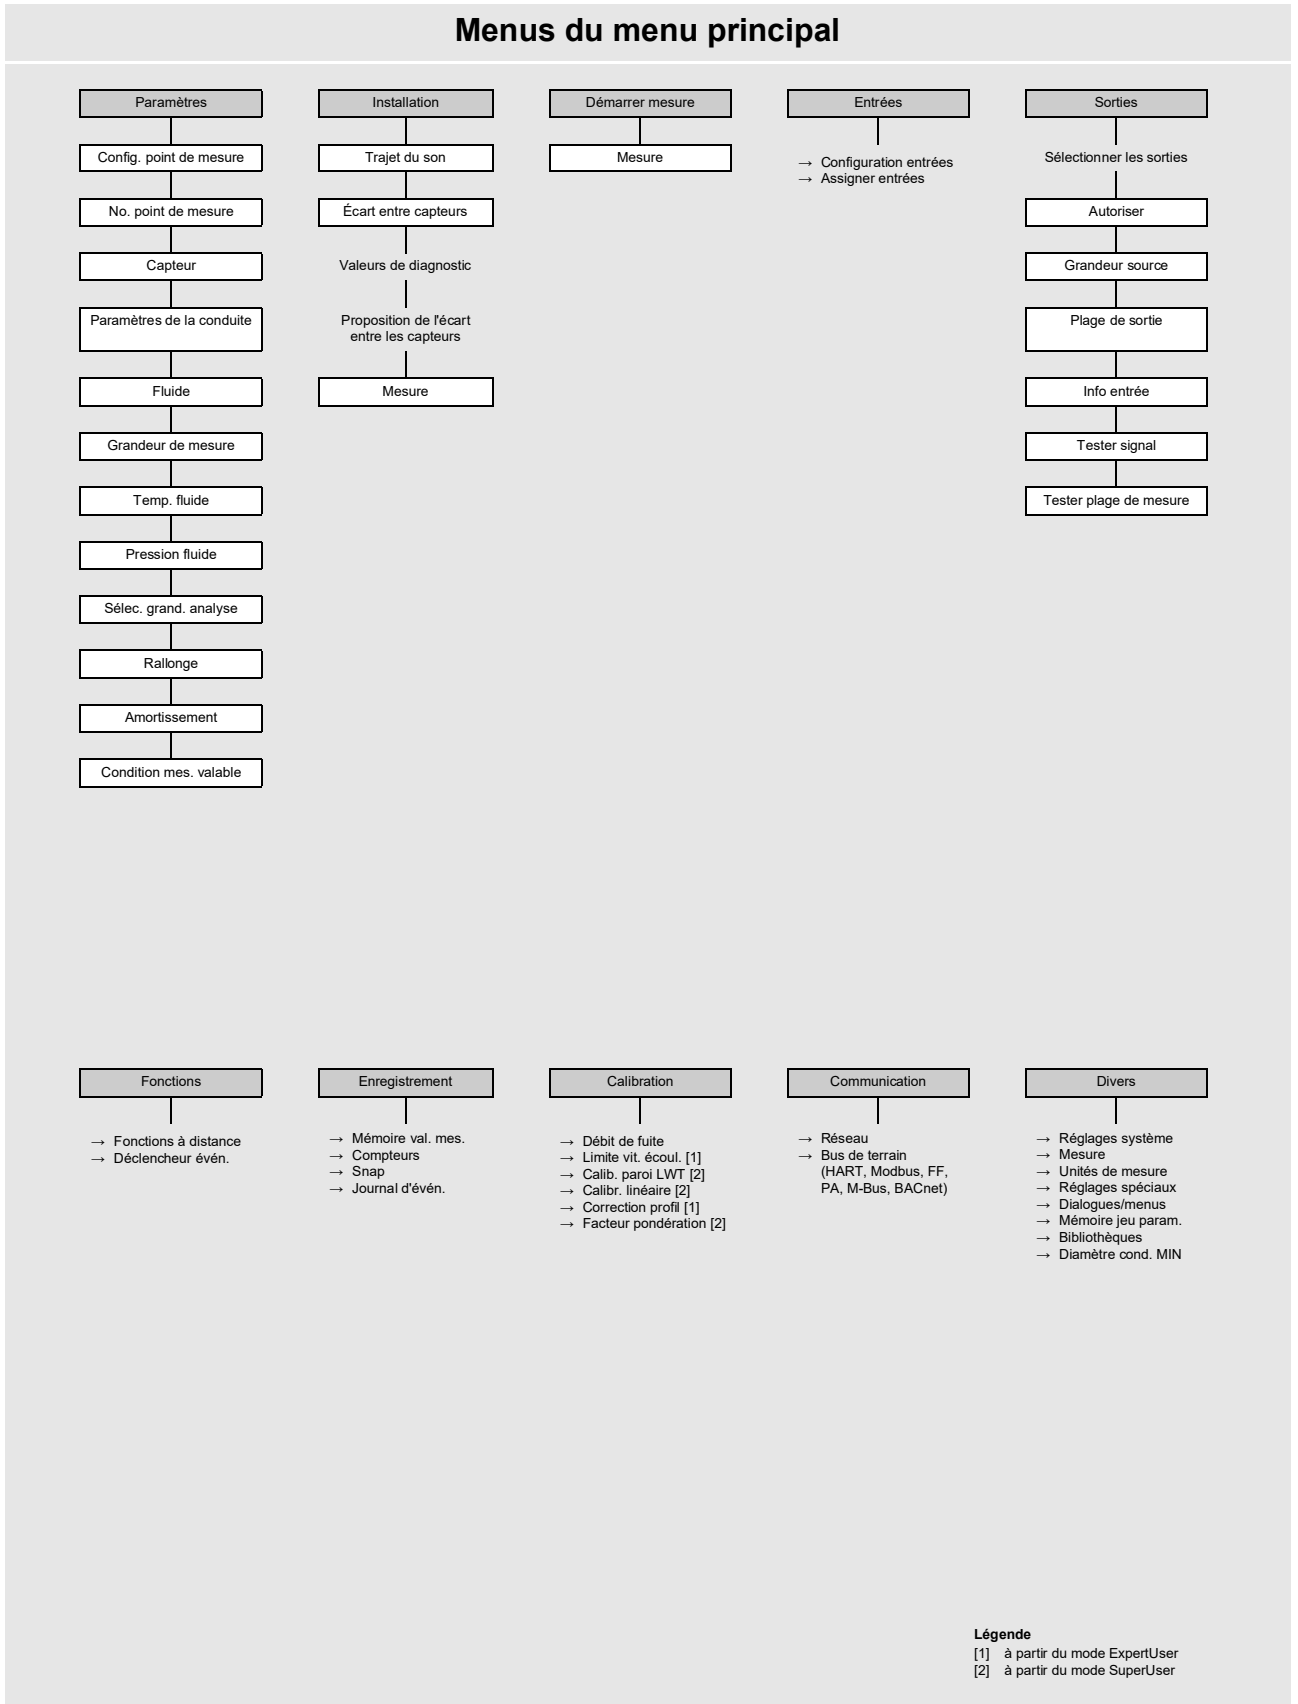 Menus du menu principal
Paramètres
Config. point de mesure
No. point de mesure
Capteur
Paramètres de la conduite
Fluide
Grandeur de mesure
Temp. fluide
Pression fluide
Sélec. grand. analyse
Rallonge
Amortissement
Condition mes. valable
Installation
Trajet du son
Écart entre capteurs
Valeurs de diagnostic
Proposition de l'écart
entre les capteurs
Mesure
Démarrer mesure
Mesure
Entrées
→ Configuration entrées
→ Assigner entrées
Sorties
Sélectionner les sorties
Autoriser
Grandeur source
Plage de sortie
Info entrée
Tester signal
Tester plage de mesure
Fonctions
→ Fonctions à distance
→ Déclencheur évén.
Enregistrement
→ Mémoire val. mes.
→ Compteurs
→ Snap
→ Journal d'évén.
Calibration
→ Débit de fuite
→ Limite vit. écoul. [1]
→ Calib. paroi LWT [2]
→ Calibr. linéaire [2]
→ Correction profil [1]
→ Facteur pondération [2]
Communication
→ Réseau
→ Bus de terrain
(HART, Modbus, FF,
PA, M-Bus, BACnet)
Divers
→ Réglages système
→ Mesure
→ Unités de mesure
→ Réglages spéciaux
→ Dialogues/menus
→ Mémoire jeu param.
→ Bibliothèques
→ Diamètre cond. MIN
Légende
[1] à partir du mode ExpertUser
[2] à partir du mode SuperUser